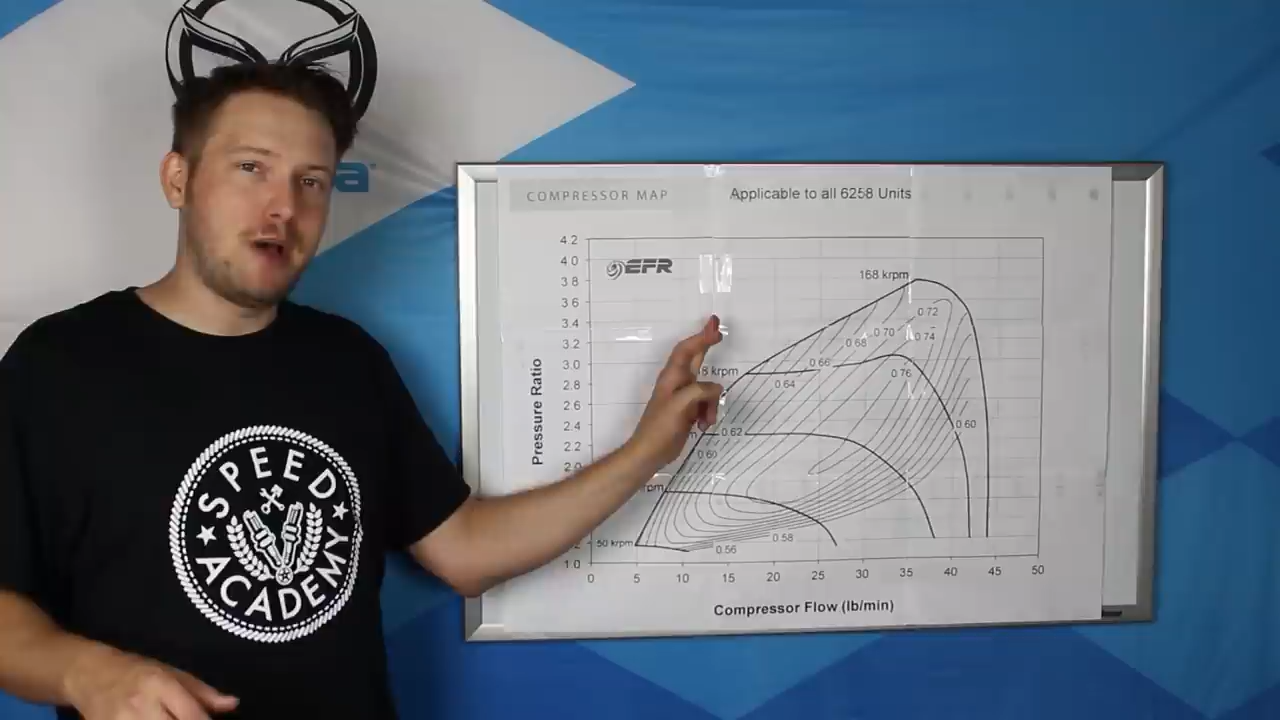 a
COMPRESSOR MAP
Applicable to all 6258 Units
4.2
4.0
EFR
3.8
168 krpm
3.6
0.72
3.4
0.70
0.74
3.2
0.68
3.0
0.66
8 krpm
0.76
2.8
0.64
2.6
2.4
0.60
2.2
0.62
0.60
2.0
rpm
50 krpm
0.58
0.56
1.0
0 5 10 15 20 25 30 35 40 45 50
Pressure Ratio
Compressor Flow (lb/min)
SPEED
ACADEMY